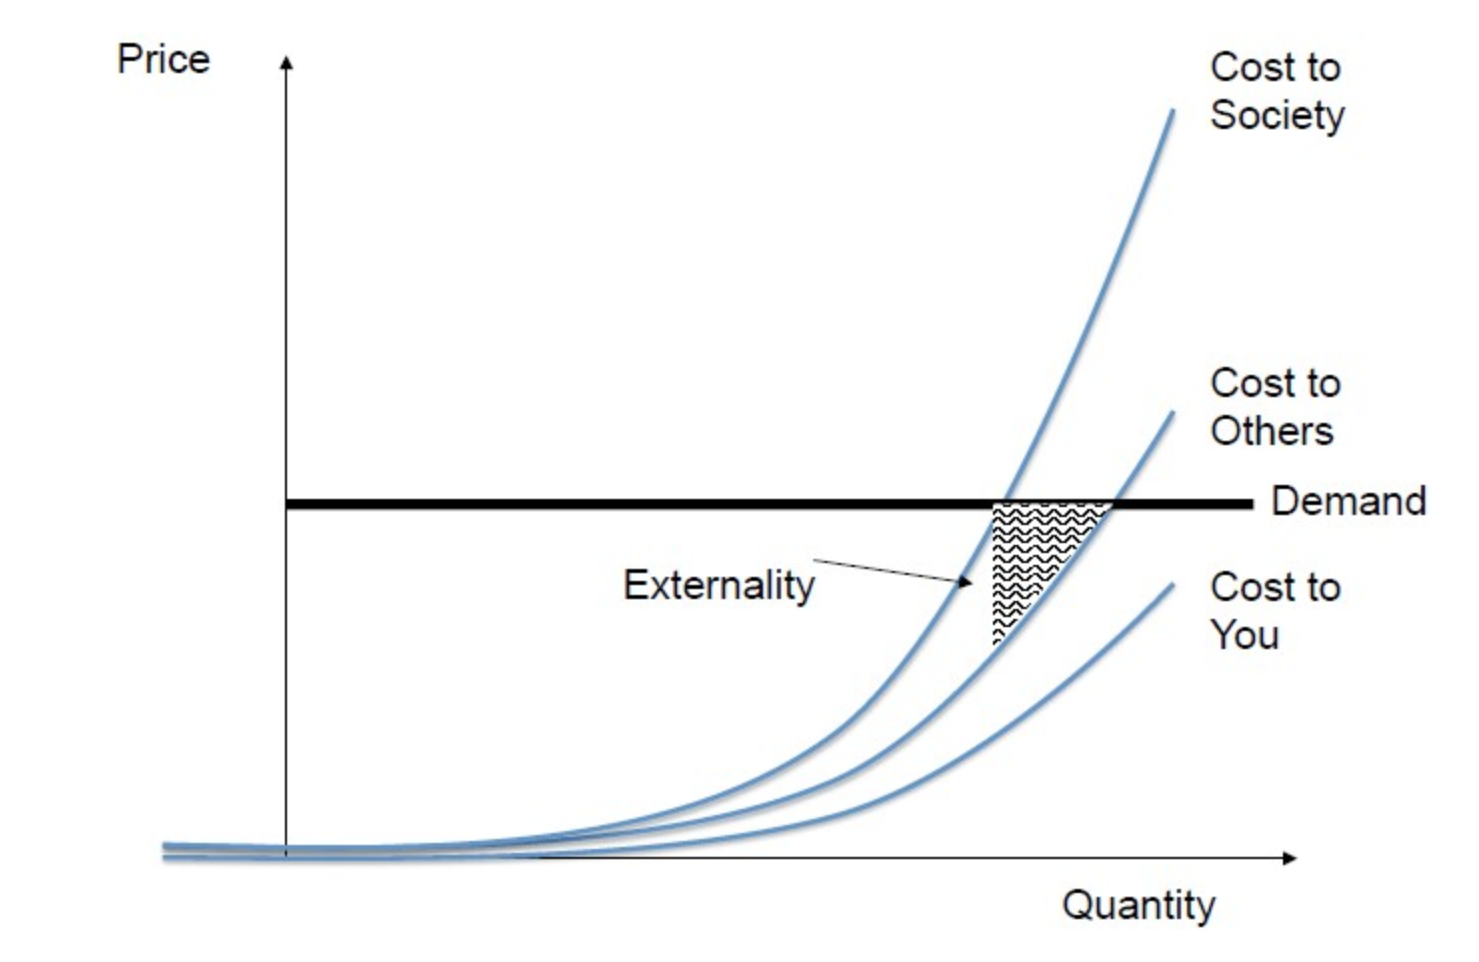 Price
Cost to
Society
Cost to
Others
Demand
Externality
Cost to
You
Quantity